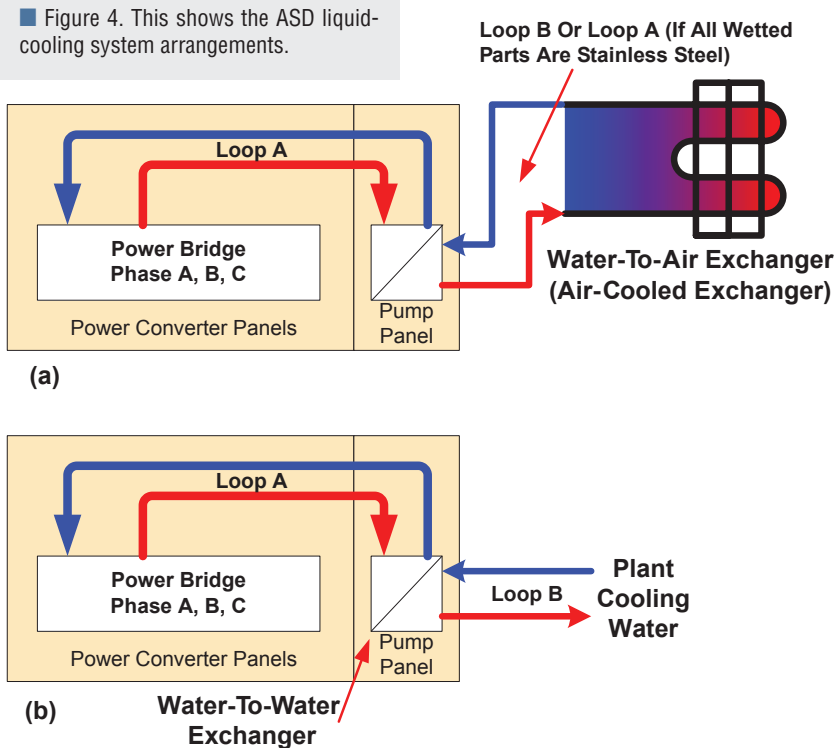 Figure 4. This shows the ASD liquid-
cooling system arrangements.
Loop B Or Loop A (If All Wetted
Parts Are Stainless Steel)
Loop A
Power Bridge
Phase A, B, C
Power Converter Panels
Pump
Panel
Water-To-Air Exchanger
(Air-Cooled Exchanger)
(a)
Loop A
Power Bridge
Phase A, B, C
Power Converter Panels
Pump
Panel
Loop B
Plant
Cooling
Water
(b)
Water-To-Water
Exchanger